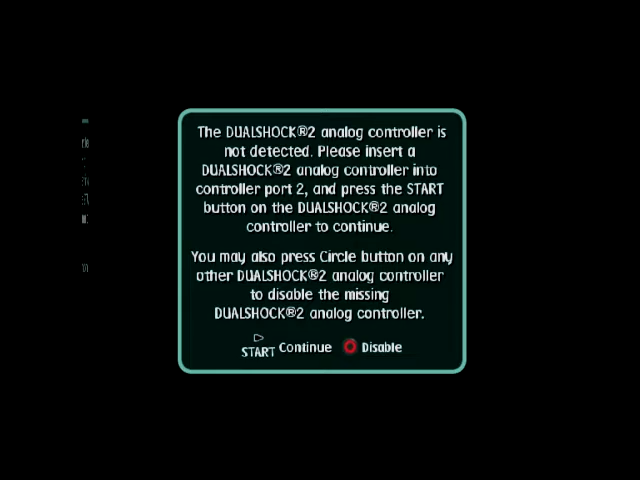 The DUALSHOCK®2 analog controller is
not detected. Please insert a
DUALSHOCK®2 analog controller into
controller port 2, and press the START
button on the DUALSHOCK®2 analog
controller to continue.
You may also press Circle button on any
other DUALSHOCK®2 analog controller
to disable the missing
DUALSHOCK®2 analog controller.
START Continue Disable